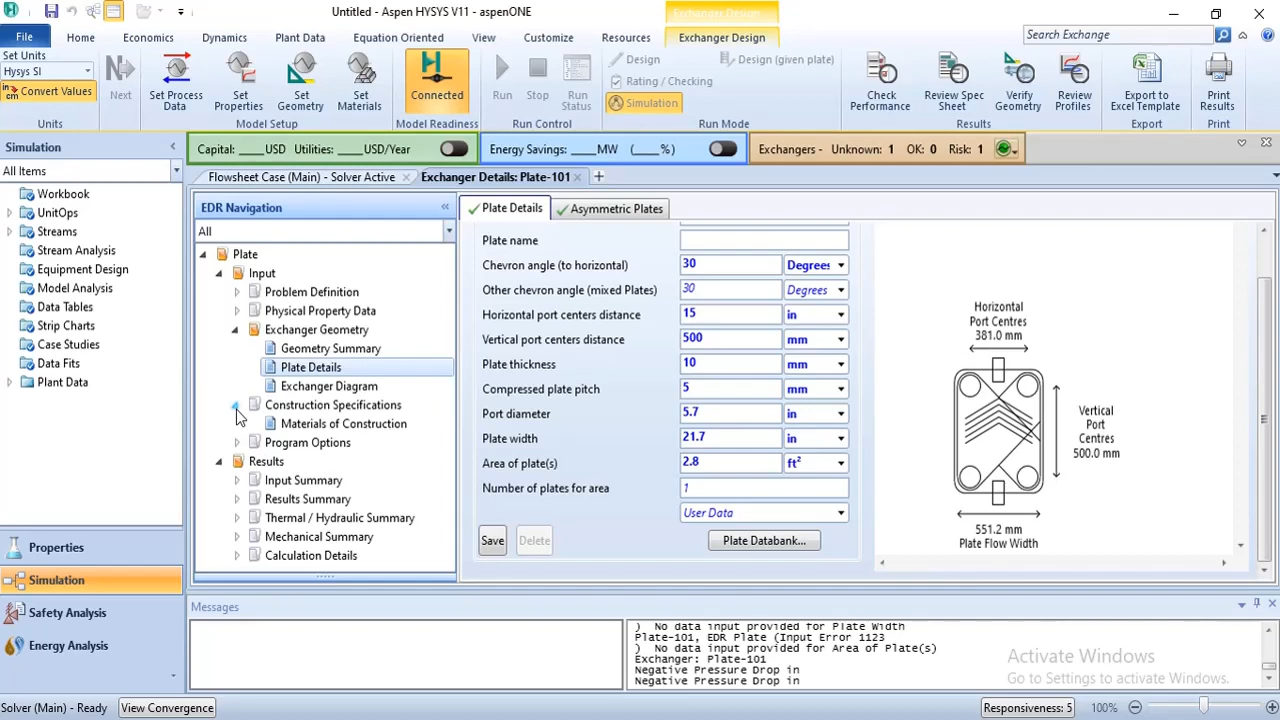 Untitled - Aspen HYSYS V11 - aspenONE
Exchanger Design
File Home Economics Dynamics Plant Data Equation Oriented View Customize Resources Exchanger Design Search Exchange
Set Units
Hysys SI
Convert Values
Units
Next
Set Process Data
Set Properties
Set Geometry
Set Materials
Model Setup
Connected
Model Readiness
Run
Stop
Run Status
Run Control
Design
Design (given plate)
Rating / Checking
Simulation
Run Mode
Check Performance
Review Spec Sheet
Verify Geometry
Review Profiles
Results
Export to Excel Template
Export
Print Results
Print
Simulation
Capital: ____USD Utilities: ____USD/Year
Energy Savings: ____MW (____%)
Exchangers - Unknown: 1 OK: 0 Risk: 1
All Items
Flowsheet Case (Main) - Solver Active
Exchanger Details: Plate-101
Workbook
UnitOps
Streams
Stream Analysis
Equipment Design
Model Analysis
Data Tables
Strip Charts
Case Studies
Data Fits
Plant Data
Properties
Simulation
Safety Analysis
Energy Analysis
EDR Navigation
All
Plate
Input
Problem Definition
Physical Property Data
Exchanger Geometry
Geometry Summary
Plate Details
Exchanger Diagram
Construction Specifications
Materials of Construction
Program Options
Results
Input Summary
Results Summary
Thermal / Hydraulic Summary
Mechanical Summary
Calculation Details
Plate Details
Asymmetric Plates
Plate name
Chevron angle (to horizontal) 30 Degrees
Other chevron angle (mixed Plates) 30 Degrees
Horizontal port centers distance 15 in
Vertical port centers distance 500 mm
Plate thickness 10 mm
Compressed plate pitch 5 mm
Port diameter 5.7 in
Plate width 21.7 in
Area of plate(s) 2.8 ft²
Number of plates for area 1
User Data
Save Delete Plate Databank...
Horizontal
Port Centres
381.0 mm
Vertical
Port
Centres
500.0 mm
551.2 mm
Plate Flow Width
Messages
) No data input provided for Plate Width
Plate-101, EDR Plate (Input Error 1123
) No data input provided for Area of Plate(s)
Exchanger: Plate-101
Negative Pressure Drop in
Negative Pressure Drop in
Activate Windows
Go to Settings to activate Windows.
Solver (Main) - Ready View Convergence Responsiveness: 5 100%